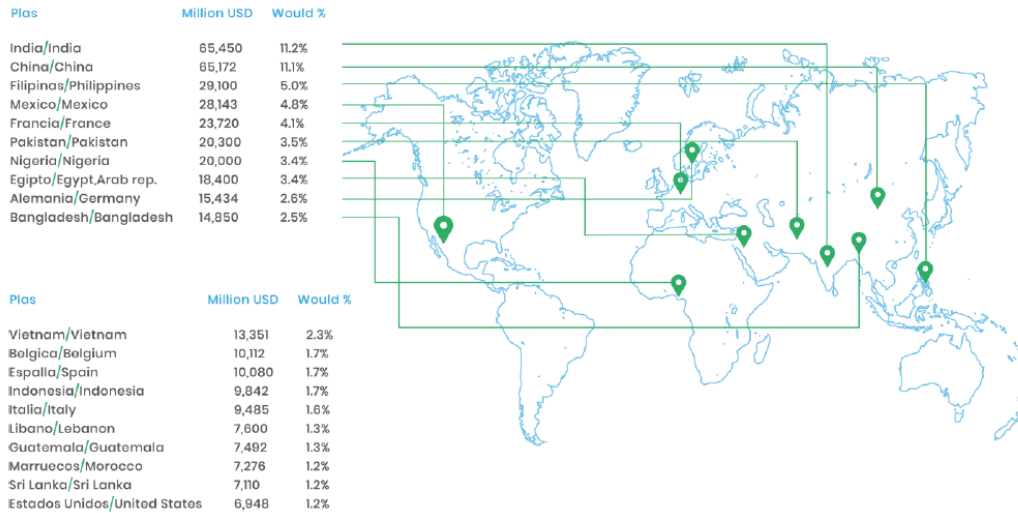 Plas Million USD Would %
India/India 65,450 11.2%
China/China 65,172 11.1%
Filipinas/Philippines 29,100 5.0%
Mexico/Mexico 28,143 4.8%
Francia/France 23,720 4.1%
Pakistan/Pakistan 20,300 3.5%
Nigeria/Nigeria 20,000 3.4%
Egipto/Egypt,Arab rep. 18,400 3.4%
Alemania/Germany 15,434 2.6%
Bangladesh/Bangladesh 14,850 2.5%
Plas Million USD Would %
Vietnam/Vietnam 13,351 2.3%
Belgica/Belgium 10,112 1.7%
Espalla/Spain 10,080 1.7%
Indonesia/Indonesia 9,842 1.7%
Italia/Italy 9,485 1.6%
Libano/Lebanon 7,600 1.3%
Guatemala/Guatemala 7,492 1.3%
Marruecos/Morocco 7,276 1.2%
Sri Lanka/Sri Lanka 7,110 1.2%
Estados Unidos/United States 6,948 1.2%